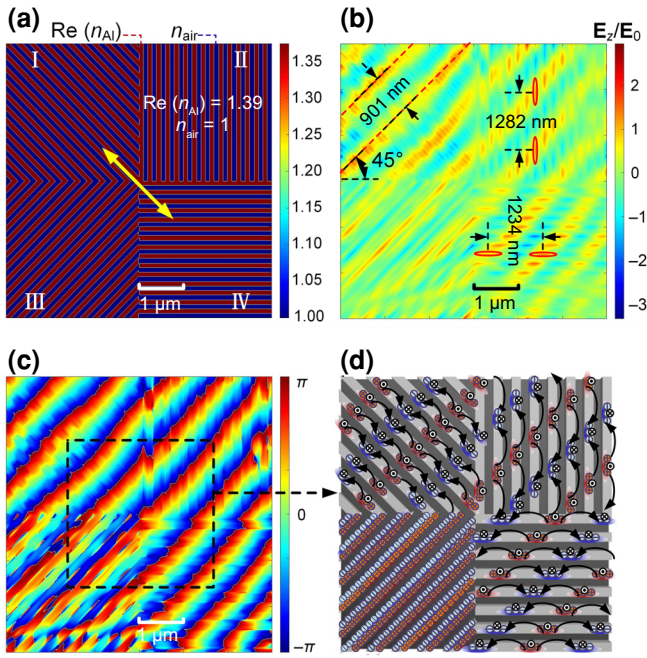 (a) Re (nAl) nair
I II
Re (nAl) = 1.39
nair = 1
III IV
1 μm
1.35
1.30
1.25
1.20
1.15
1.10
1.05
1.00
(b) Ez/E0
901 nm
45°
1282 nm
1234 nm
1 μm
3
2
1
0
−1
−2
−3
(c)
1 μm
π
0
−π
(d)